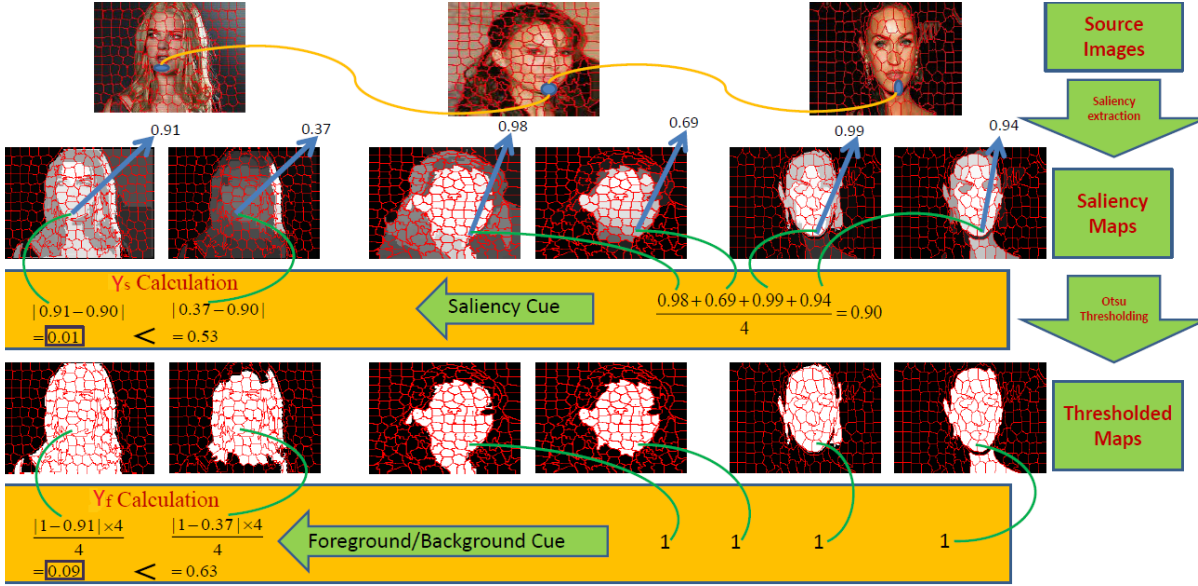 Source
Images
Saliency
extraction
0.91
0.37
0.98
0.69
0.99
0.94
Saliency
Maps
γs Calculation
|0.91−0.90|
=0.01
<
|0.37−0.90|
=0.53
Saliency Cue
0.98+0.69+0.99+0.94
4
=0.90
Otsu
Thresholding
Thresholded
Maps
γf Calculation
|1−0.91|×4
4
=0.09
<
|1−0.37|×4
4
=0.63
Foreground/Background Cue
1
1
1
1